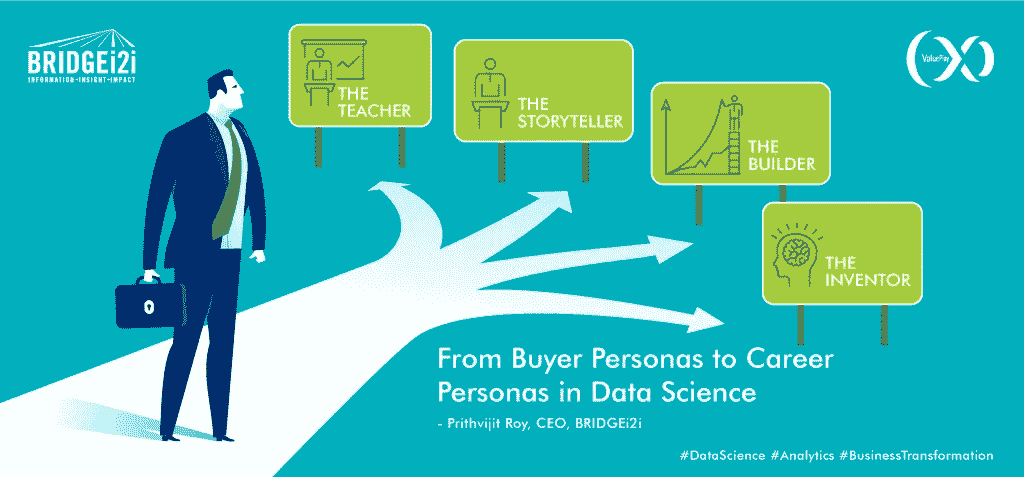 BRIDGEi2i
INFORMATION•INSIGHT•IMPACT
THE
TEACHER
THE
STORYTELLER
THE
BUILDER
THE
INVENTOR
From Buyer Personas to Career
Personas in Data Science
- Prithvijit Roy, CEO, BRIDGEi2i
#DataScience #Analytics #BusinessTransformation